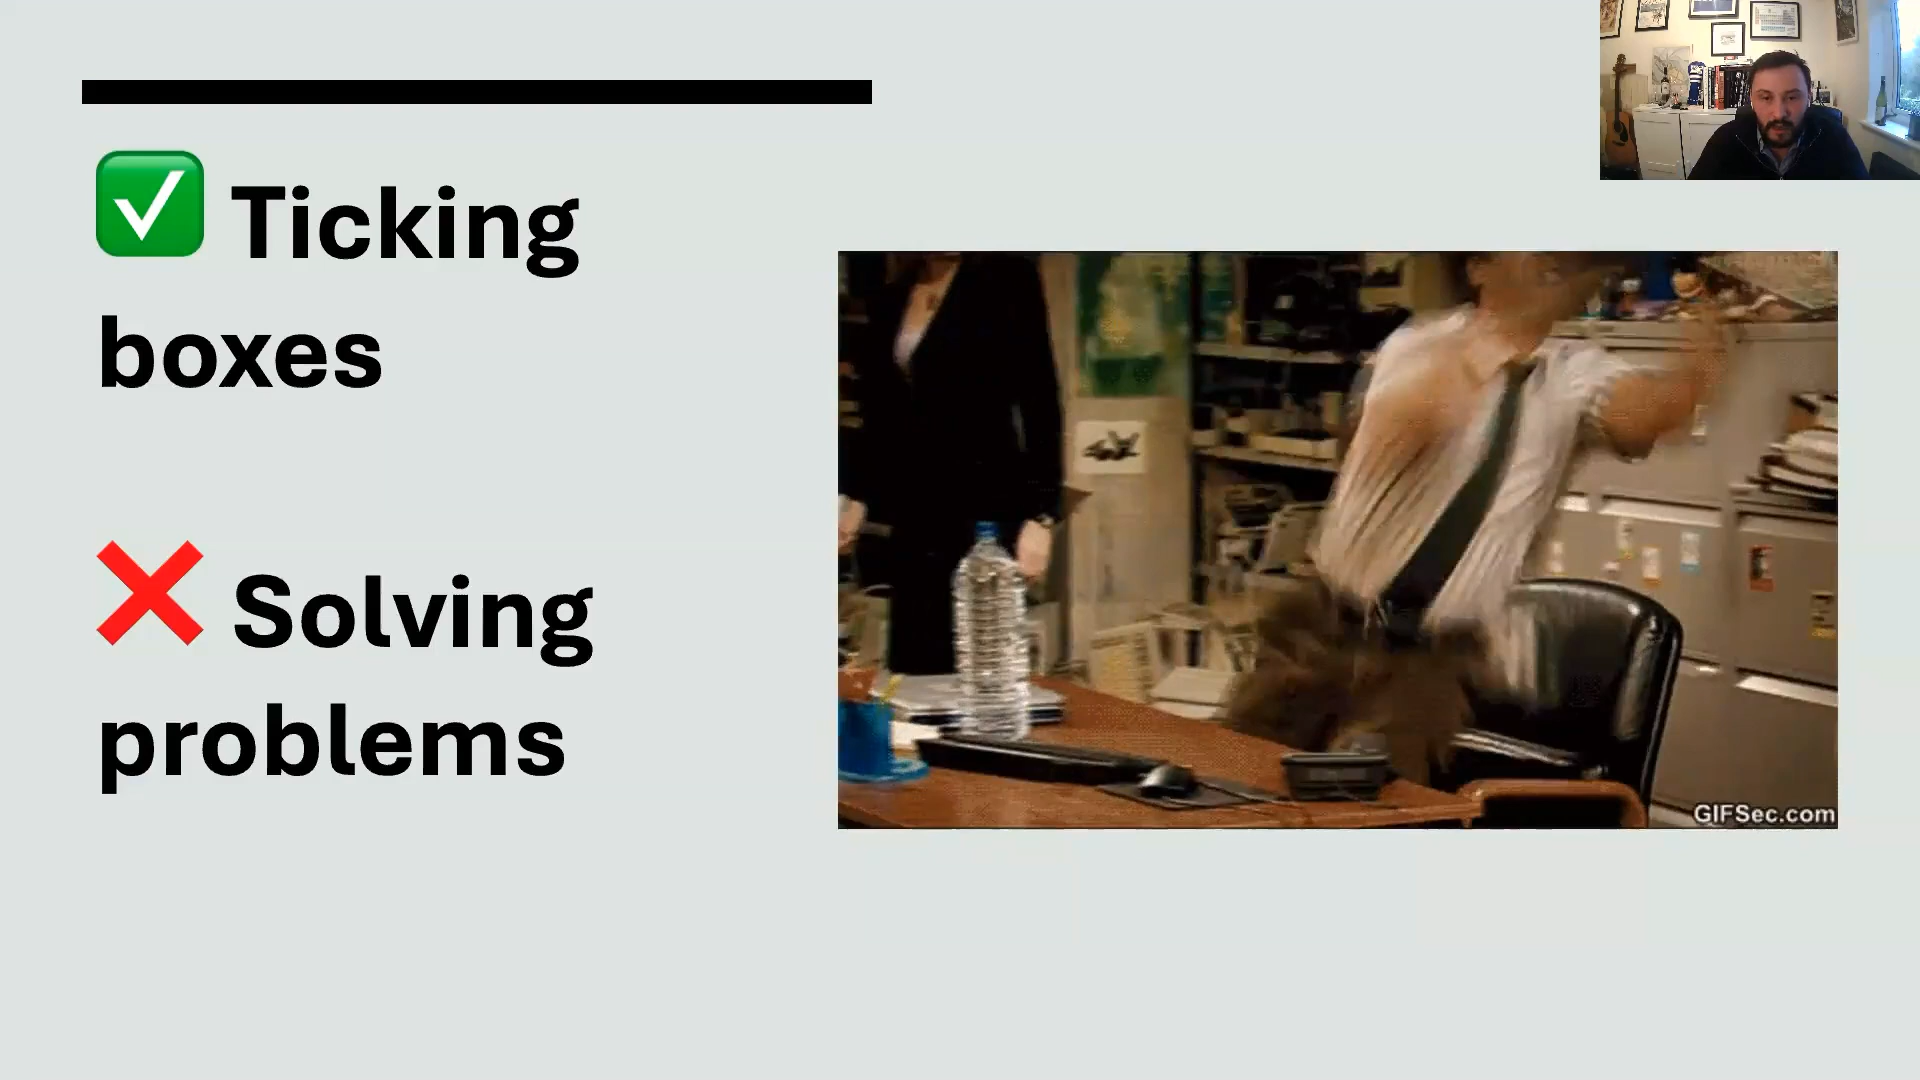 ✅ Ticking
boxes
❌ Solving
problems
GIFSec.com